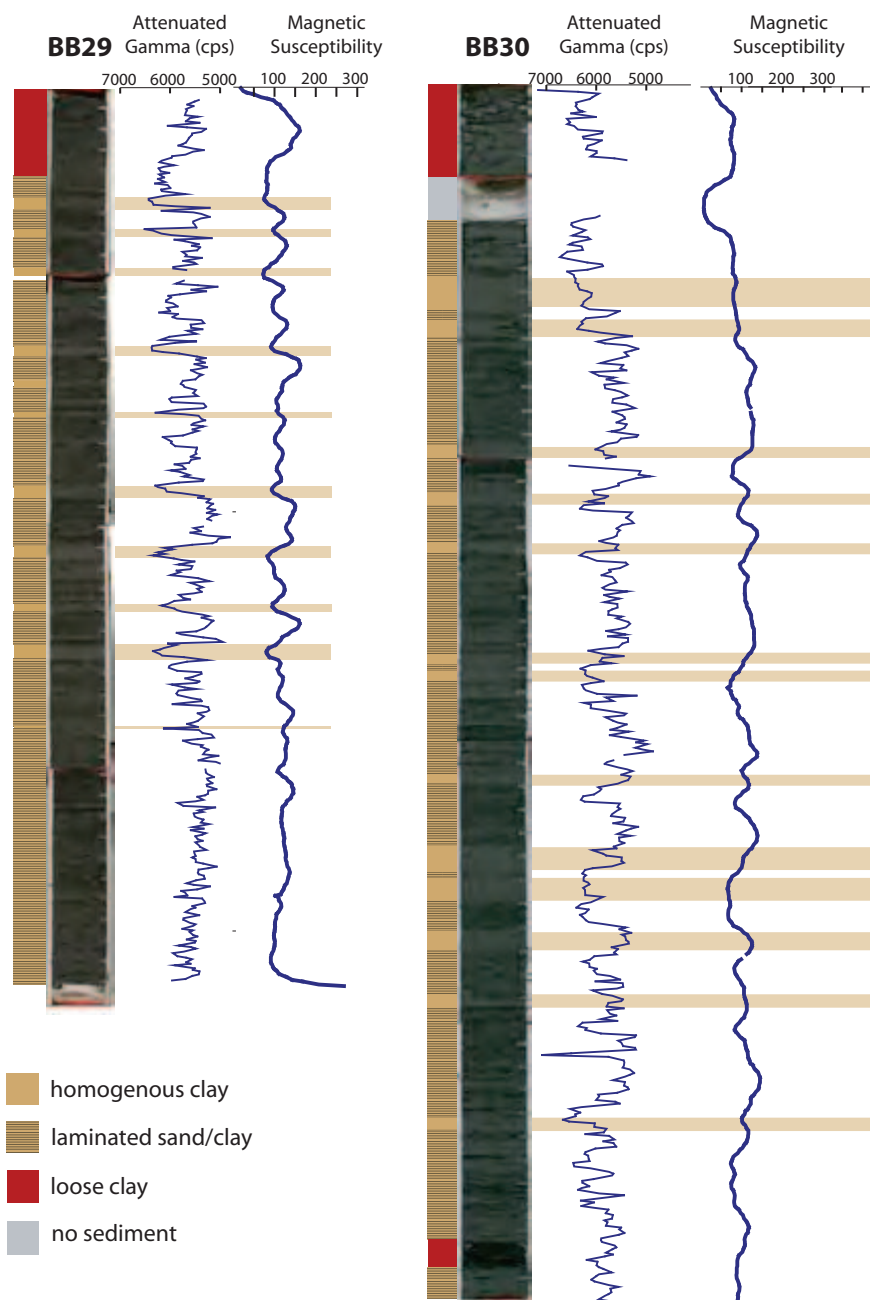 BB29
Attenuated
Gamma (cps)
Magnetic
Susceptibility
7000 6000 5000
100 200 300
BB30
Attenuated
Gamma (cps)
Magnetic
Susceptibility
7000 6000 5000
100 200 300
homogenous clay
laminated sand/clay
loose clay
no sediment